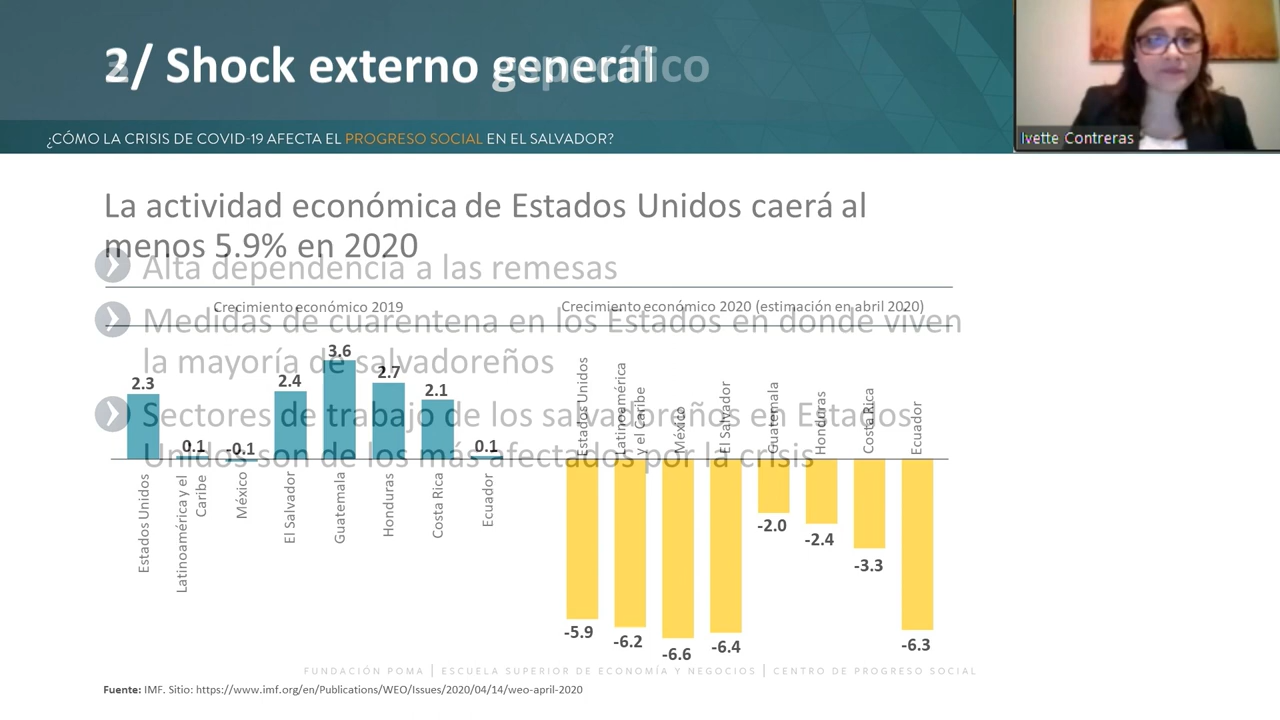 2/ Shock externo general
3/ Shock externo específico
¿CÓMO LA CRISIS DE COVID-19 AFECTA EL PROGRESO SOCIAL EN EL SALVADOR?
Ivette Contreras
La actividad económica de Estados Unidos caerá al
menos 5.9% en 2020
Alta dependencia a las remesas
Medidas de cuarentena en los Estados en donde viven
la mayoría de salvadoreños
Sectores de trabajo de los salvadoreños en Estados
Unidos son de los más afectados por la crisis
Crecimiento económico 2019
2.3
0.1
-0.1
2.4
3.6
2.7
2.1
0.1
Estados Unidos
Latinoamérica y el
Caribe
México
El Salvador
Guatemala
Honduras
Costa Rica
Ecuador
Crecimiento económico 2020 (estimación en abril 2020)
Estados Unidos
Latinoamérica
y el Caribe
México
El Salvador
Guatemala
Honduras
Costa Rica
Ecuador
-5.9
-6.2
-6.6
-6.4
-2.0
-2.4
-3.3
-6.3
FUNDACIÓN POMA | ESCUELA SUPERIOR DE ECONOMÍA Y NEGOCIOS | CENTRO DE PROGRESO SOCIAL
Fuente: IMF. Sitio: https://www.imf.org/en/Publications/WEO/Issues/2020/04/14/weo-april-2020